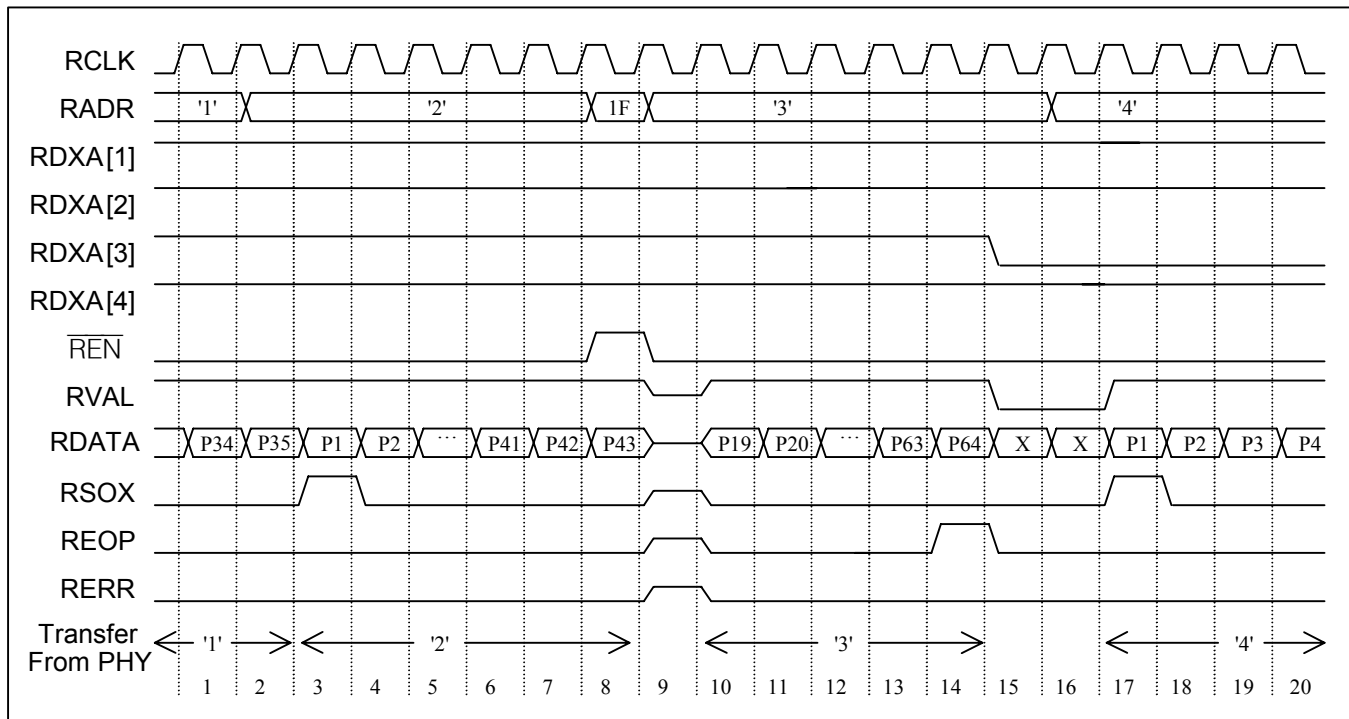 RCLK
RADR '1' '2' 1F '3' '4'
RDXA[1]
RDXA[2]
RDXA[3]
RDXA[4]
REN
RVAL
RDATA P34 P35 P1 P2 ... P41 P42 P43 P19 P20 ... P63 P64 X X P1 P2 P3 P4
RSOX
REOP
RERR
Transfer From PHY '1' '2' '3' '4'
1 2 3 4 5 6 7 8 9 10 11 12 13 14 15 16 17 18 19 20